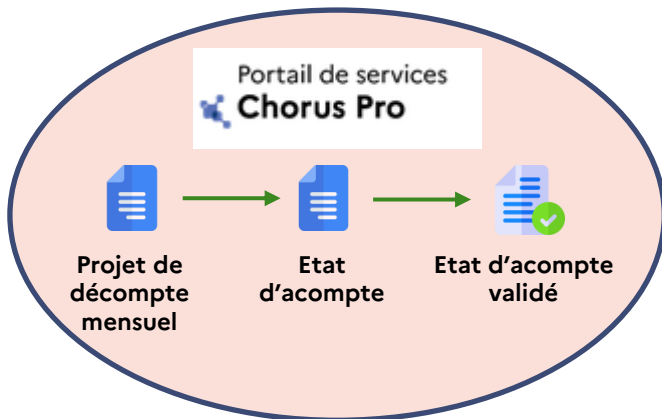 Portail de services
Chorus Pro
Projet de
décompte
mensuel
Etat
d'acompte
Etat d'acompte
validé